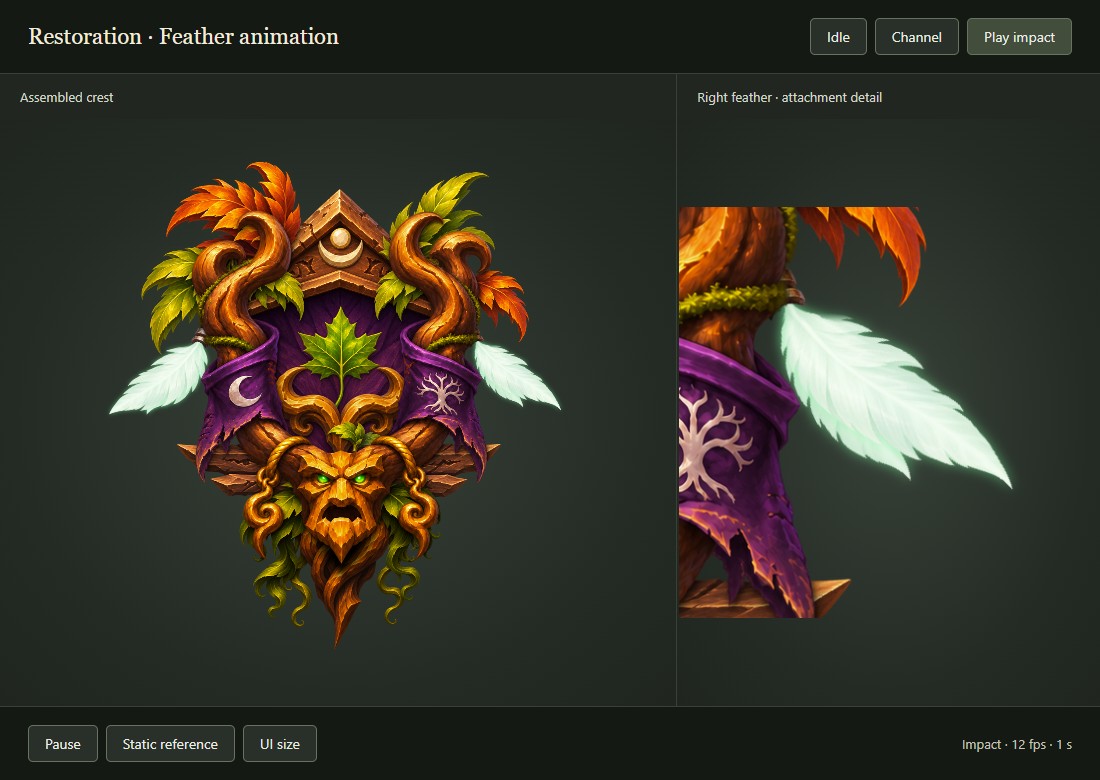 Restoration · Feather animation
Idle
Channel
Play impact
Assembled crest
Right feather · attachment detail
Pause
Static reference
UI size
Impact · 12 fps · 1 s